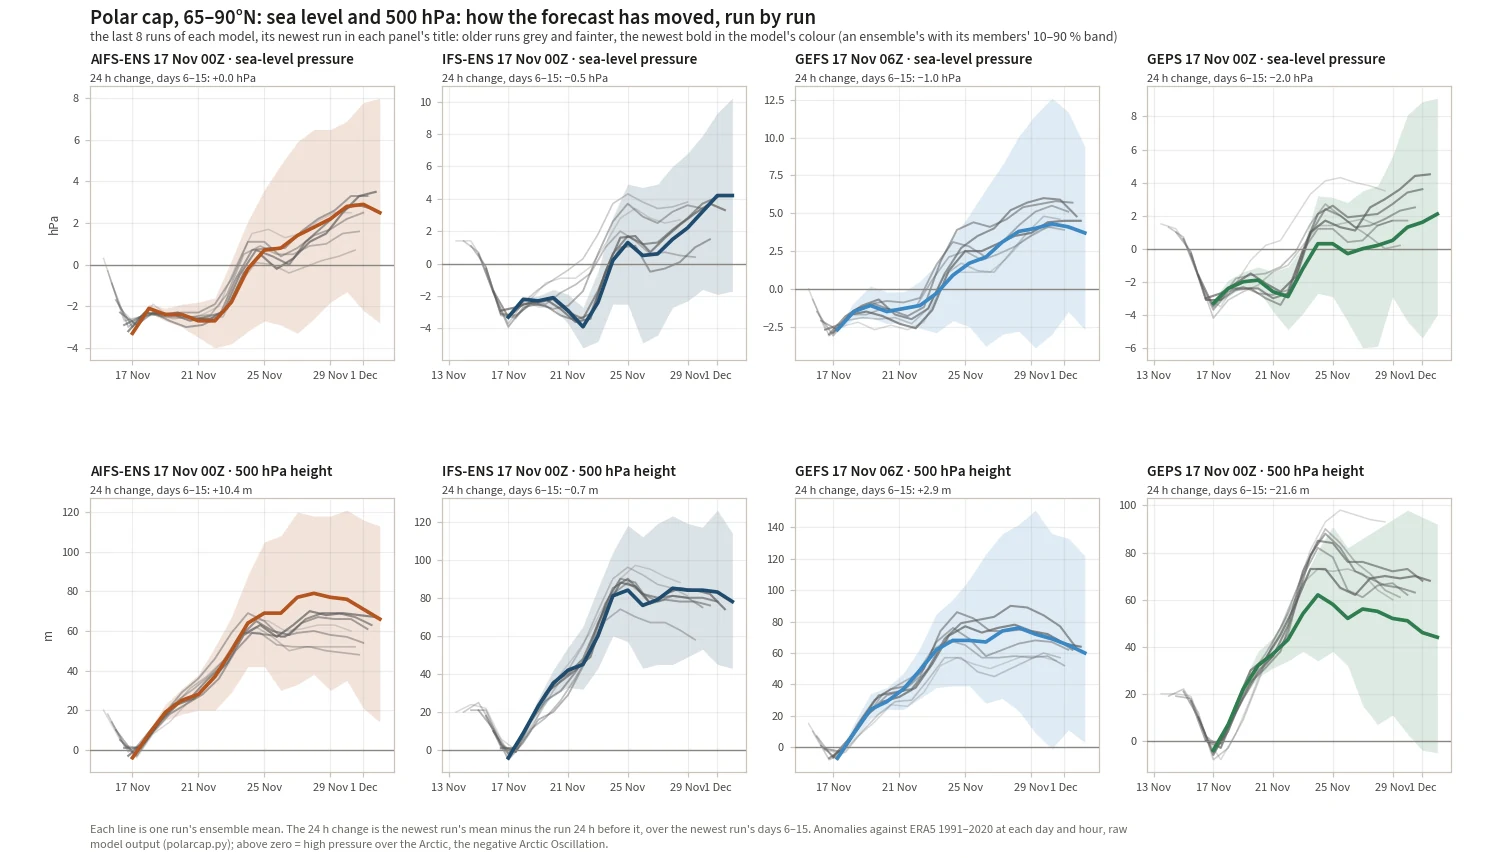 Polar cap, 65–90°N: sea level and 500 hPa: how the forecast has moved, run by run
the last 8 runs of each model, its newest run in each panel's title: older runs grey and fainter, the newest bold in the model's colour (an ensemble's with its members' 10–90 % band)
AIFS-ENS 17 Nov 00Z · sea-level pressure
24 h change, days 6–15: +0.0 hPa
8
6
4
2
0
−2
−4
hPa
17 Nov 21 Nov 25 Nov 29 Nov 1 Dec
IFS-ENS 17 Nov 00Z · sea-level pressure
24 h change, days 6–15: −0.5 hPa
10
8
6
4
2
0
−2
−4
13 Nov 17 Nov 21 Nov 25 Nov 29 Nov 1 Dec
GEFS 17 Nov 06Z · sea-level pressure
24 h change, days 6–15: −1.0 hPa
12.5
10.0
7.5
5.0
2.5
0.0
−2.5
17 Nov 21 Nov 25 Nov 29 Nov 1 Dec
GEPS 17 Nov 00Z · sea-level pressure
24 h change, days 6–15: −2.0 hPa
8
6
4
2
0
−2
−4
−6
13 Nov 17 Nov 21 Nov 25 Nov 29 Nov 1 Dec
AIFS-ENS 17 Nov 00Z · 500 hPa height
24 h change, days 6–15: +10.4 m
120
100
80
60
40
20
0
m
17 Nov 21 Nov 25 Nov 29 Nov 1 Dec
IFS-ENS 17 Nov 00Z · 500 hPa height
24 h change, days 6–15: −0.7 m
120
100
80
60
40
20
0
13 Nov 17 Nov 21 Nov 25 Nov 29 Nov 1 Dec
GEFS 17 Nov 06Z · 500 hPa height
24 h change, days 6–15: +2.9 m
140
120
100
80
60
40
20
0
17 Nov 21 Nov 25 Nov 29 Nov 1 Dec
GEPS 17 Nov 00Z · 500 hPa height
24 h change, days 6–15: −21.6 m
100
80
60
40
20
0
13 Nov 17 Nov 21 Nov 25 Nov 29 Nov 1 Dec
Each line is one run's ensemble mean. The 24 h change is the newest run's mean minus the run 24 h before it, over the newest run's days 6–15. Anomalies against ERA5 1991–2020 at each day and hour, raw
model output (polarcap.py); above zero = high pressure over the Arctic, the negative Arctic Oscillation.